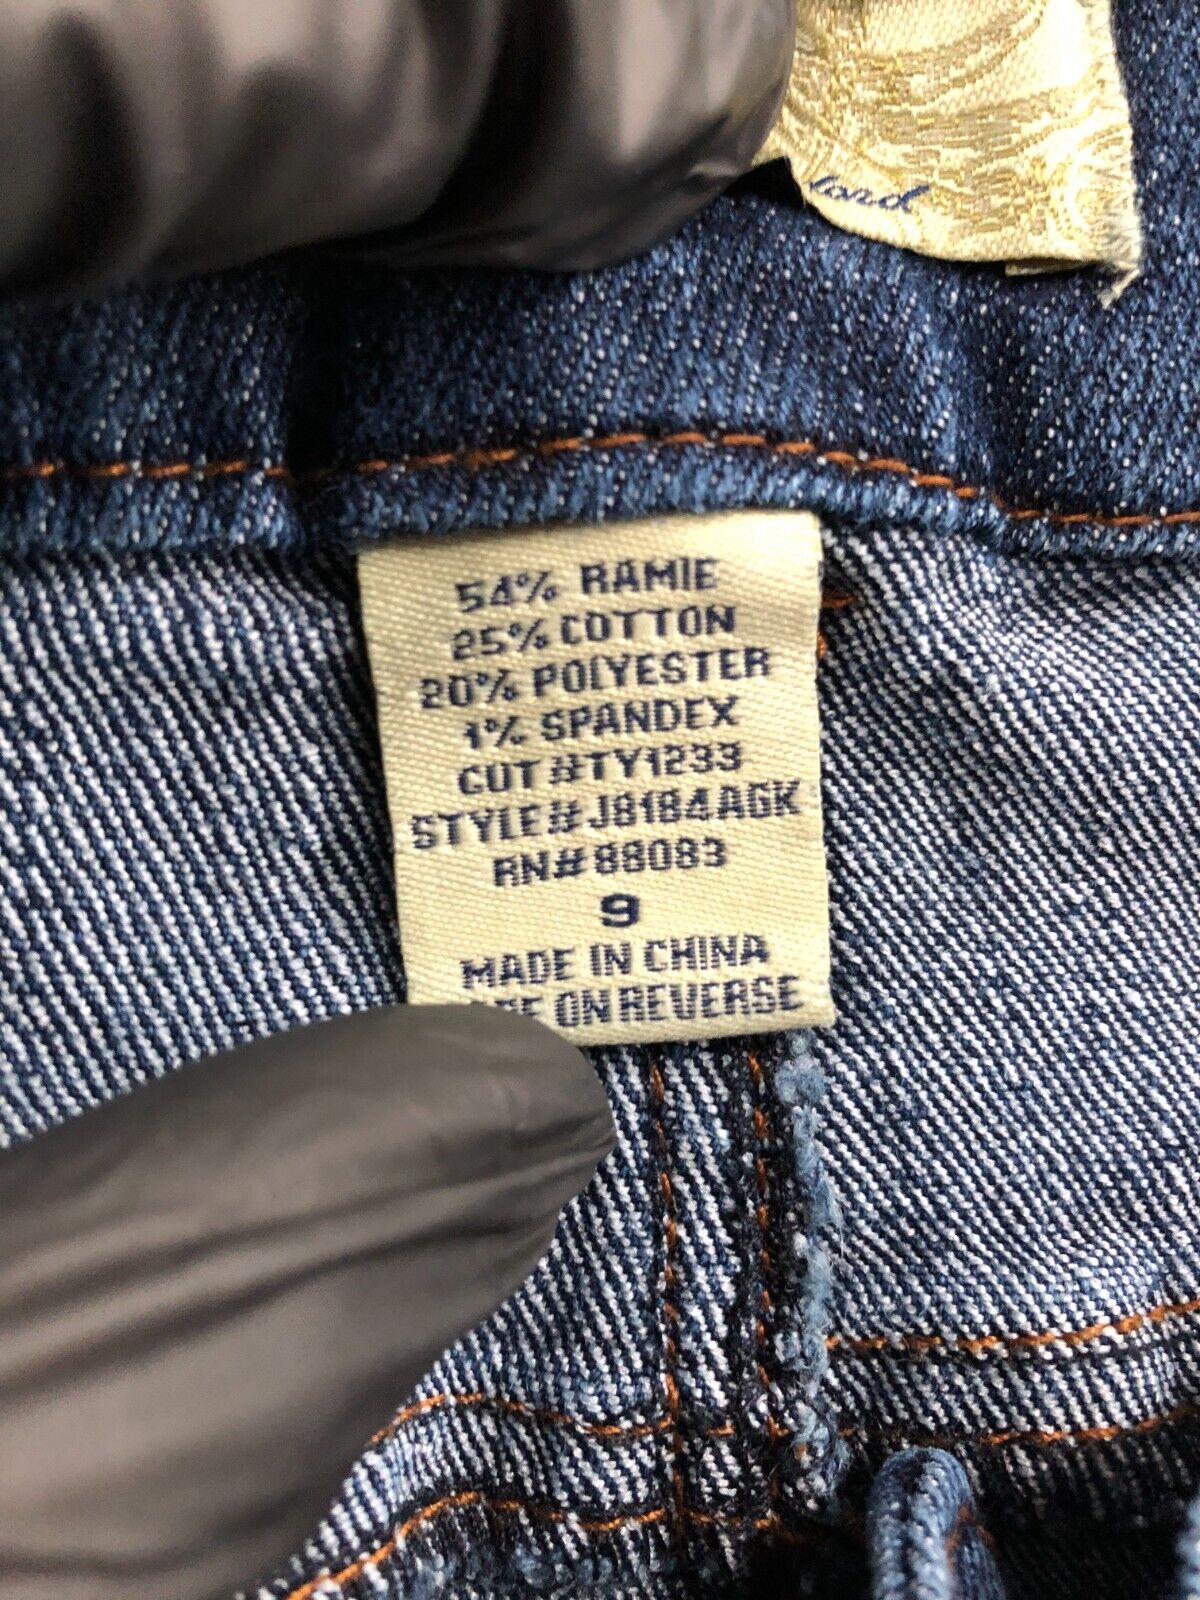 54% RAMIE
25% COTTON
20% POLYESTER
1% SPANDEX
CUT #TY1233
STYLE#J8184AGK
RN#88083
9
MADE IN CHINA
ON REVERSE